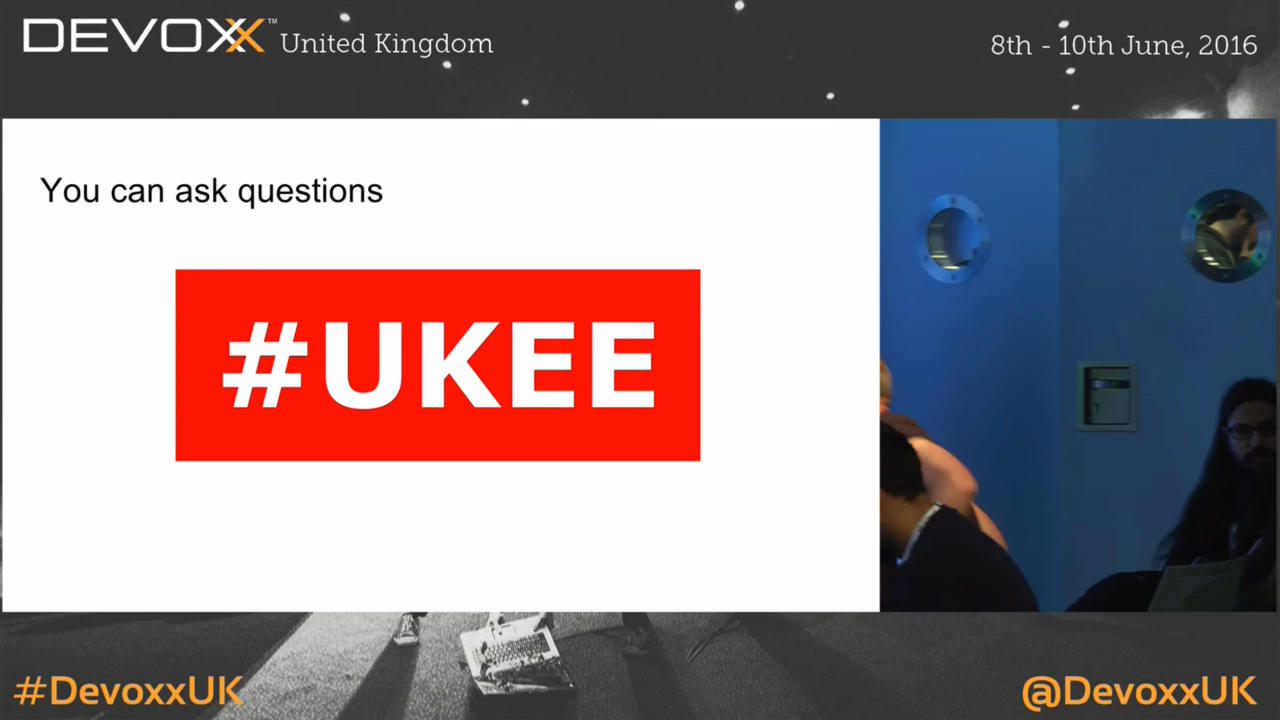 DEVOXX™ United Kingdom
8th - 10th June, 2016
You can ask questions
#UKEE
#DevoxxUK
@DevoxxUK